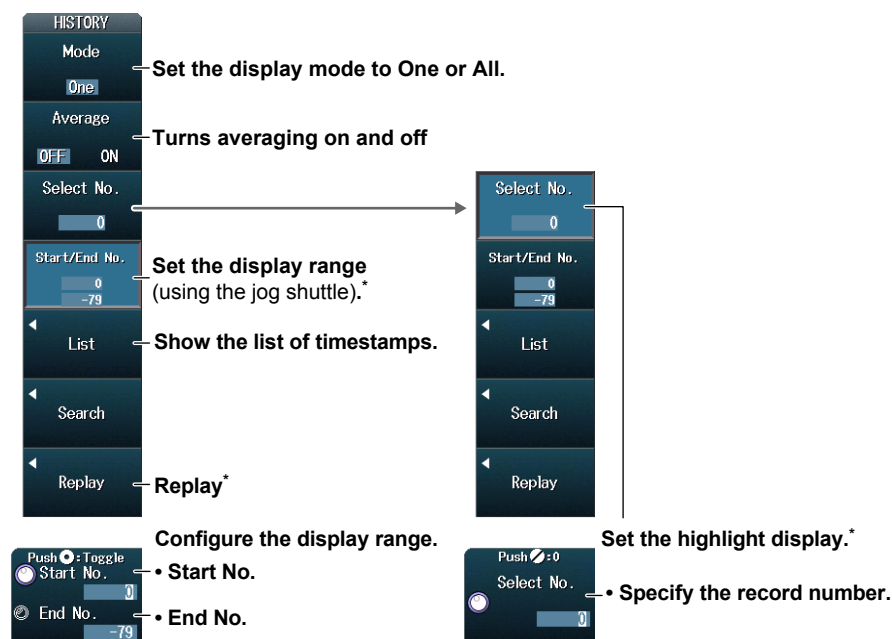 HISTORY
Mode
One
Set the display mode to One or All.
Average
OFF ON
Turns averaging on and off
Select No.
0
Start/End No.
0
-79
Set the display range
(using the jog shuttle).*
List
Show the list of timestamps.
Search
Replay
Replay*
Select No.
0
Start/End No.
0
-79
List
Search
Replay
Configure the display range.
Push :Toggle
Start No.
0
• Start No.
End No.
-79
• End No.
Set the highlight display.*
Push :0
Select No.
0
• Specify the record number.